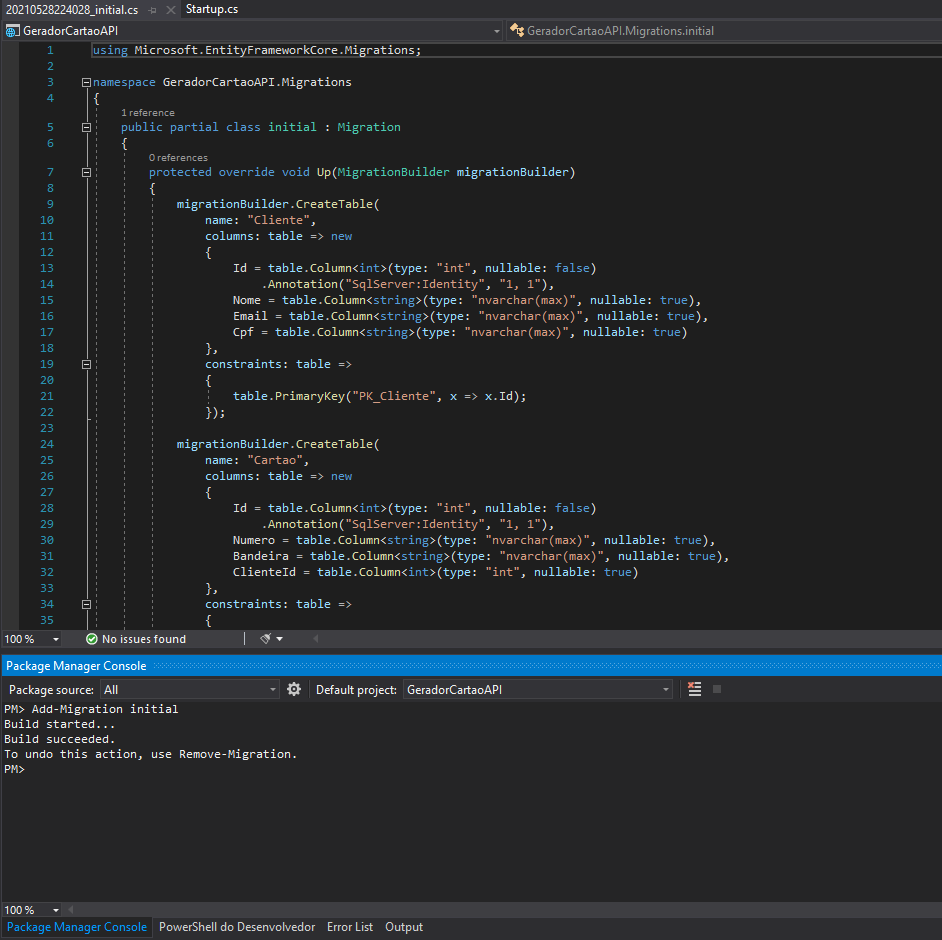 20210528224028_initial.cs
Startup.cs
GeradorCartaoAPI
GeradorCartaoAPI.Migrations.initial
1 using Microsoft.EntityFrameworkCore.Migrations;
2
3 namespace GeradorCartaoAPI.Migrations
4 {
1 reference
5 public partial class initial : Migration
6 {
0 references
7 protected override void Up(MigrationBuilder migrationBuilder)
8 {
9 migrationBuilder.CreateTable(
10 name: "Cliente",
11 columns: table => new
12 {
13 Id = table.Column<int>(type: "int", nullable: false)
14 .Annotation("SqlServer:Identity", "1, 1"),
15 Nome = table.Column<string>(type: "nvarchar(max)", nullable: true),
16 Email = table.Column<string>(type: "nvarchar(max)", nullable: true),
17 Cpf = table.Column<string>(type: "nvarchar(max)", nullable: true)
18 },
19 constraints: table =>
20 {
21 table.PrimaryKey("PK_Cliente", x => x.Id);
22 });
23
24 migrationBuilder.CreateTable(
25 name: "Cartao",
26 columns: table => new
27 {
28 Id = table.Column<int>(type: "int", nullable: false)
29 .Annotation("SqlServer:Identity", "1, 1"),
30 Numero = table.Column<string>(type: "nvarchar(max)", nullable: true),
31 Bandeira = table.Column<string>(type: "nvarchar(max)", nullable: true),
32 ClienteId = table.Column<int>(type: "int", nullable: true)
33 },
34 constraints: table =>
35 {
100 % No issues found
Package Manager Console
Package source: All Default project: GeradorCartaoAPI
PM> Add-Migration initial
Build started...
Build succeeded.
To undo this action, use Remove-Migration.
PM>
100 %
Package Manager Console PowerShell do Desenvolvedor Error List Output